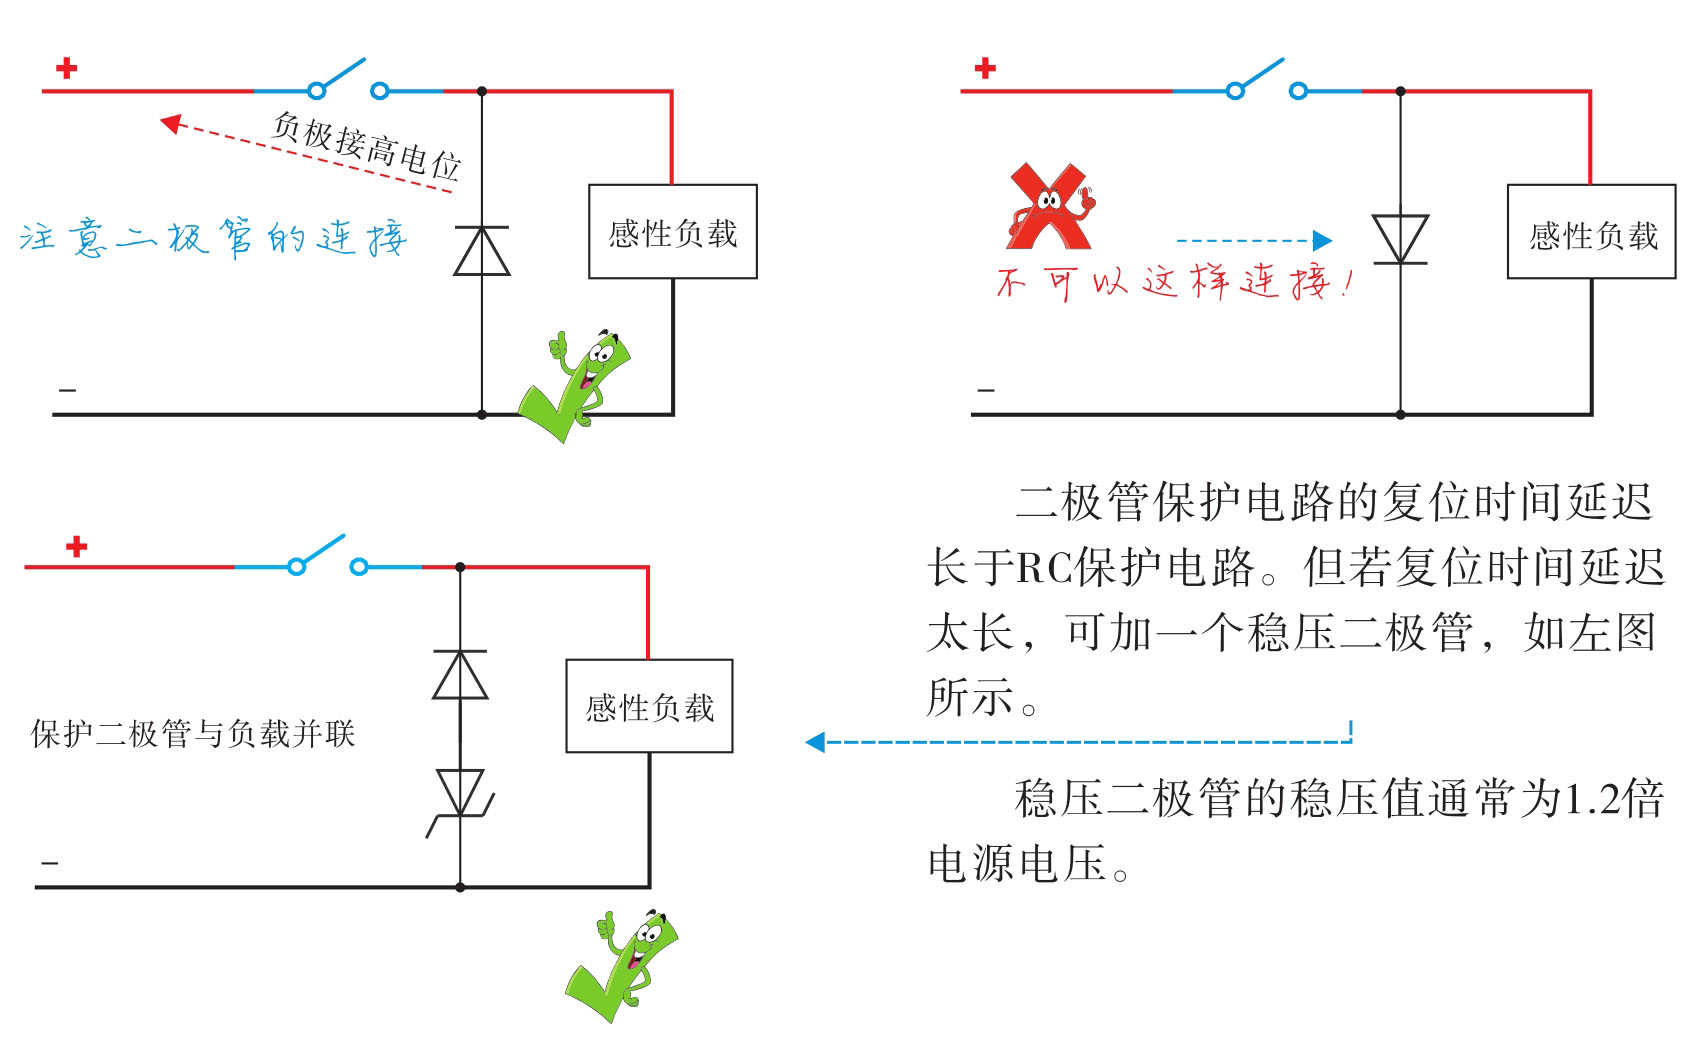 +
负极接高电位
注意二极管的连接
感性负载
−
+
感性负载
不可以这样连接！
−
+
保护二极管与负载并联
感性负载
−
二极管保护电路的复位时间延迟
长于RC保护电路。但若复位时间延迟
太长，可加一个稳压二极管，如左图
所示。
稳压二极管的稳压值通常为1.2倍
电源电压。